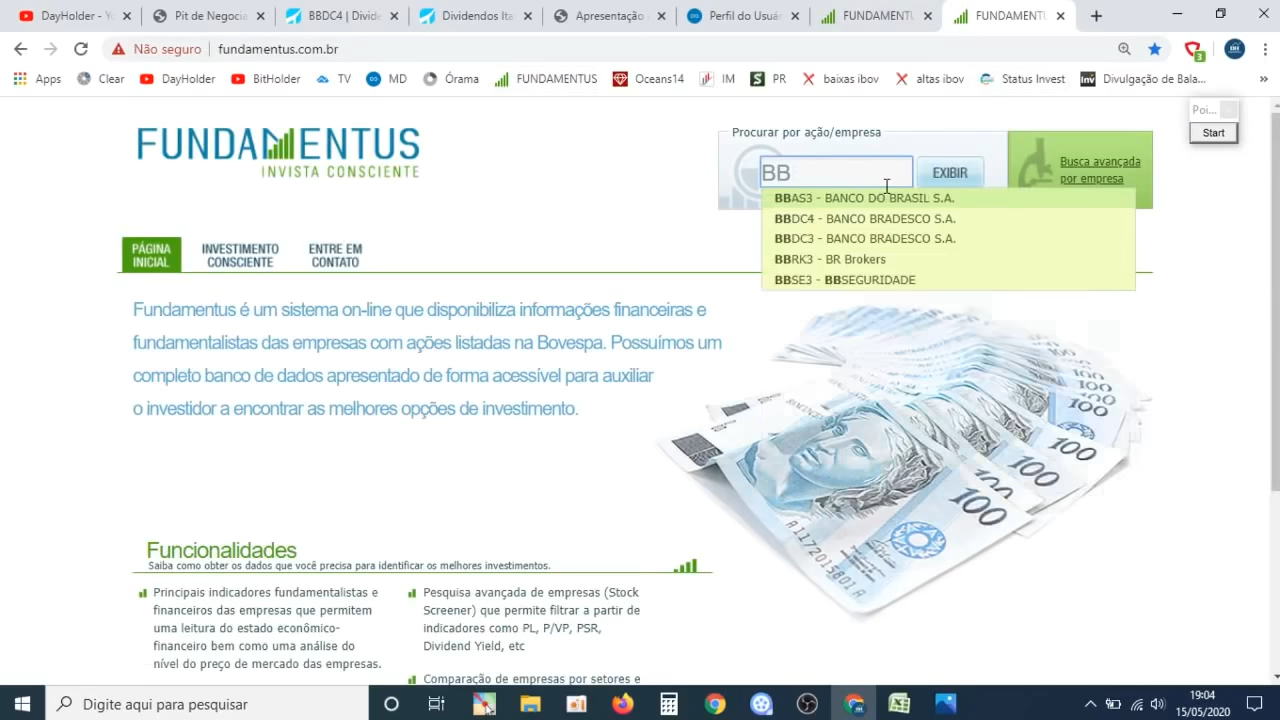 DayHolder - Yo
Pit de Negocia
BBDC4 | Divide
Dividendos Ita
Apresentação
Perfil do Usuár
FUNDAMENTU
FUNDAMENTU
Não seguro
fundamentus.com.br
Apps
Clear
DayHolder
BitHolder
TV
MD
Órama
FUNDAMENTUS
Oceans14
IM
PR
baixas ibov
altas ibov
Status Invest
Divulgação de Bala...
»
Poi...
Start
FUNDAMENTUS
INVISTA CONSCIENTE
Procurar por ação/empresa
BB
EXIBIR
Busca avançada
por empresa
BBAS3 - BANCO DO BRASIL S.A.
BBDC4 - BANCO BRADESCO S.A.
BBDC3 - BANCO BRADESCO S.A.
BBRK3 - BR Brokers
BBSE3 - BBSEGURIDADE
PÁGINA
INICIAL
INVESTIMENTO
CONSCIENTE
ENTRE EM
CONTATO
Fundamentus é um sistema on-line que disponibiliza informações financeiras e
fundamentalistas das empresas com ações listadas na Bovespa. Possuímos um
completo banco de dados apresentado de forma acessível para auxiliar
o investidor a encontrar as melhores opções de investimento.
100
100
100
100
100
A1172015801A
Funcionalidades
Saiba como obter os dados que você precisa para identificar os melhores investimentos.
Principais indicadores fundamentalistas e
financeiros das empresas que permitem
uma leitura do estado econômico-
financeiro bem como uma análise do
nível do preço de mercado das empresas.
Pesquisa avançada de empresas (Stock
Screener) que permite filtrar a partir de
indicadores como PL, P/VP, PSR,
Dividend Yield, etc
Comparação de empresas por setores e
Digite aqui para pesquisar
19:04
15/05/2020